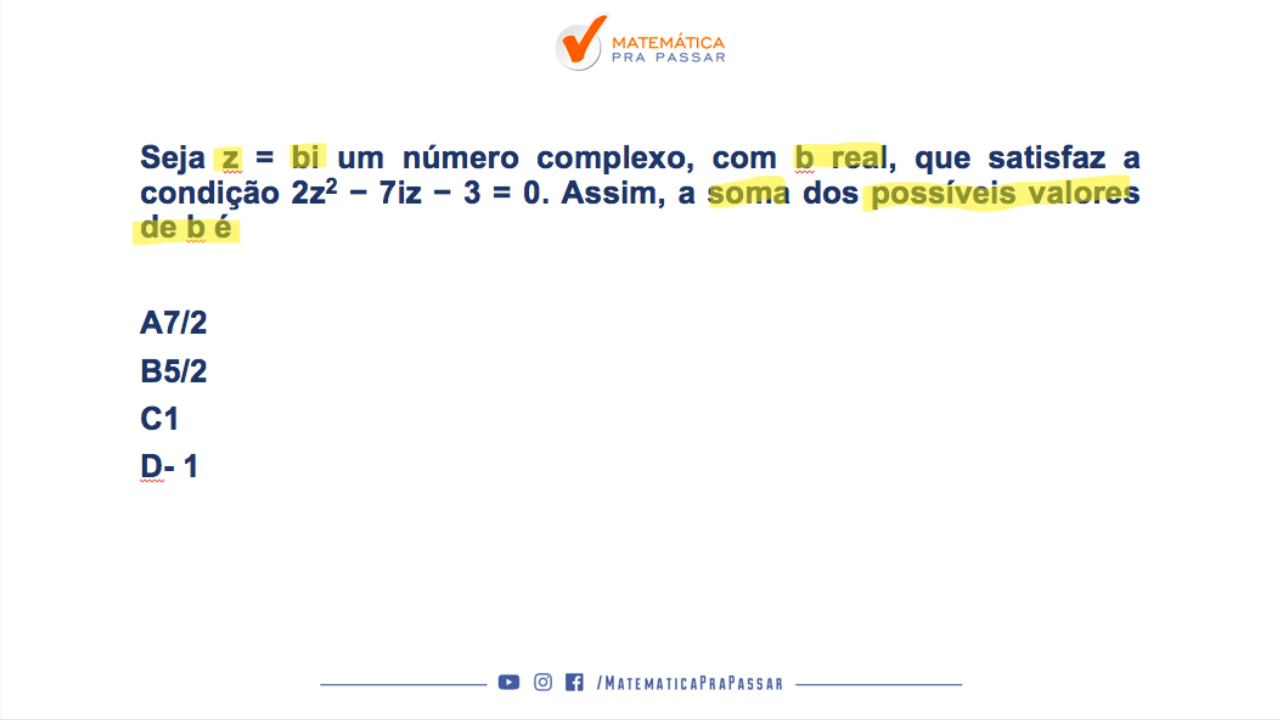 MATEMÁTICA
PRA PASSAR
Seja z = bi um número complexo, com b real, que satisfaz a
condição 2z² − 7iz − 3 = 0. Assim, a soma dos possíveis valores
de b é
A7/2
B5/2
C1
D- 1
/MATEMATICAPRAPASSAR